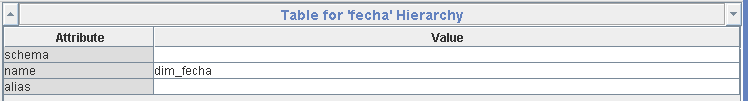 Table for 'fecha' Hierarchy
Attribute Value
schema
name dim_fecha
alias